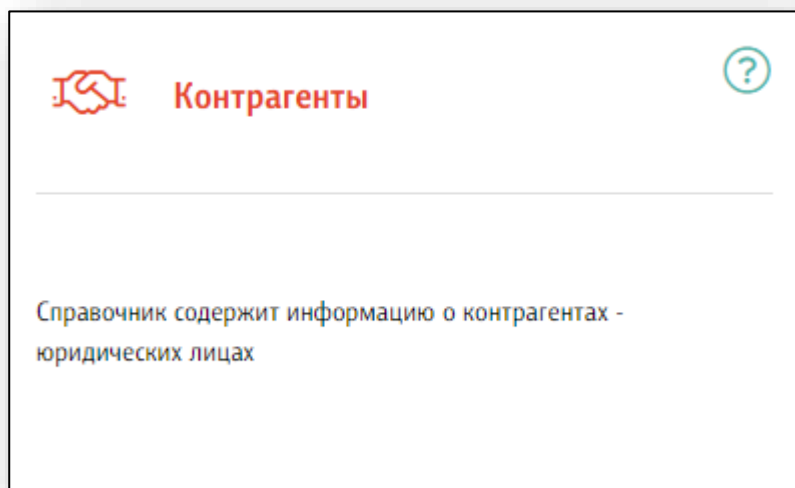 Контрагенты
?
Справочник содержит информацию о контрагентах -
юридических лицах